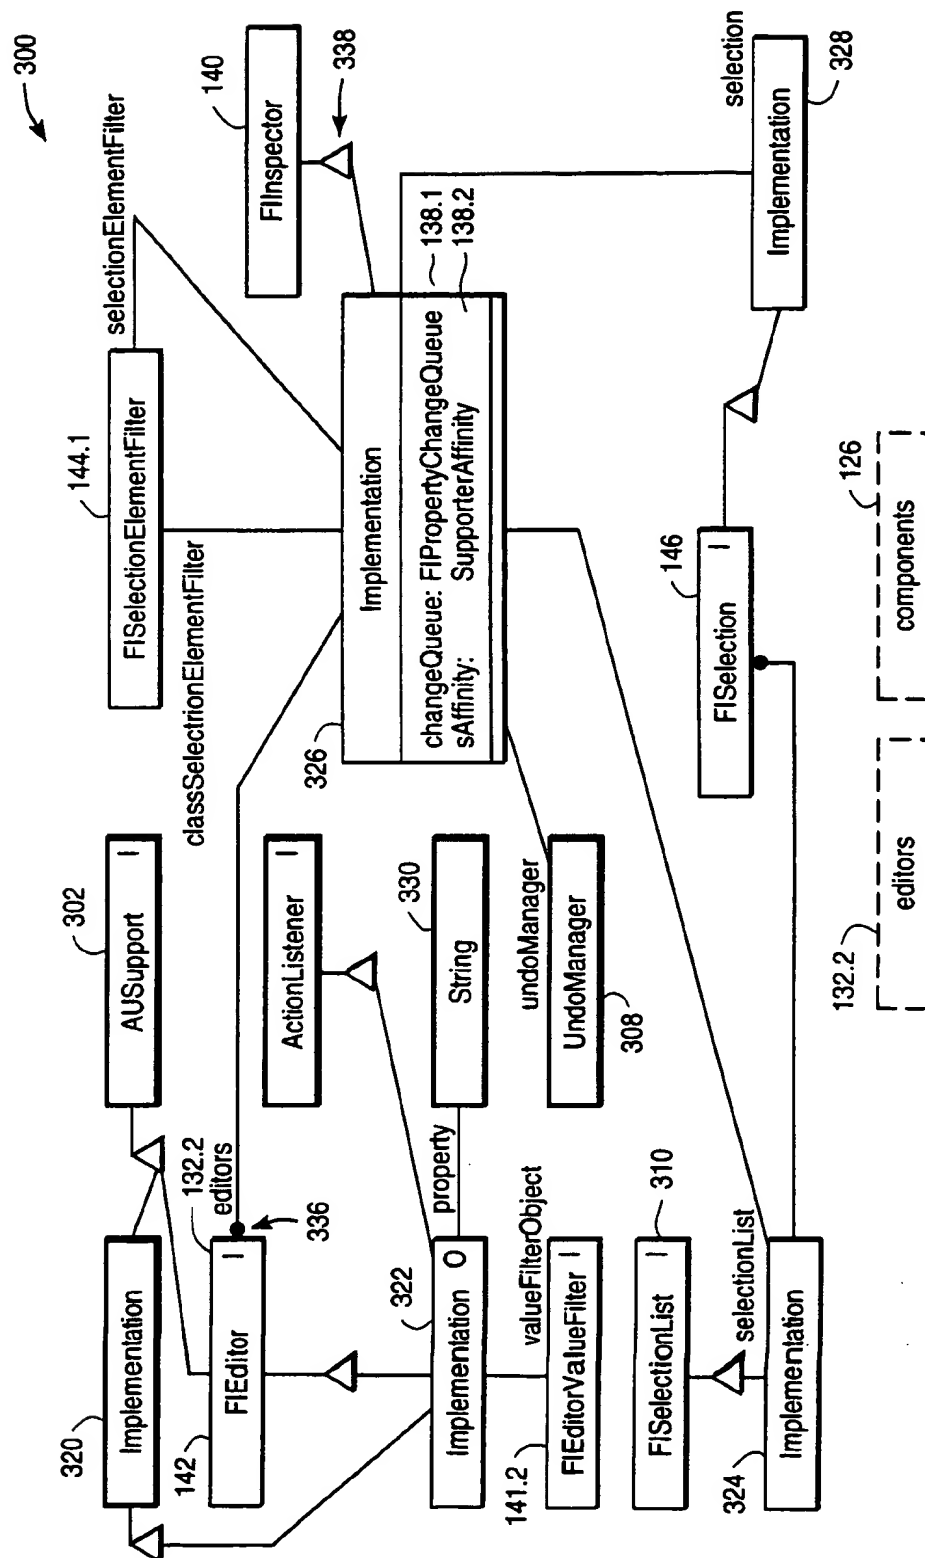 300
320
Implementation
302
AUSupport I
144.1
FISelectionElementFilter
selectionElementFilter
140
FIInspector
338
142
FIEditor I
132.2
editors
336
classSelectrionElementFilter
ActionListener I
322
Implementation O
property
330
String
326
Implementation
changeQueue: FIPropertyChangeQueue
sAffinity: SupporterAffinity
138.1
138.2
valueFilterObject
141.2
FIEditorValueFilter I
undoManager
UndoManager
308
310
FISelectionList I
selectionList
324
Implementation
146
FISelection I
selection
Implementation
328
132.2
editors I
126
components I